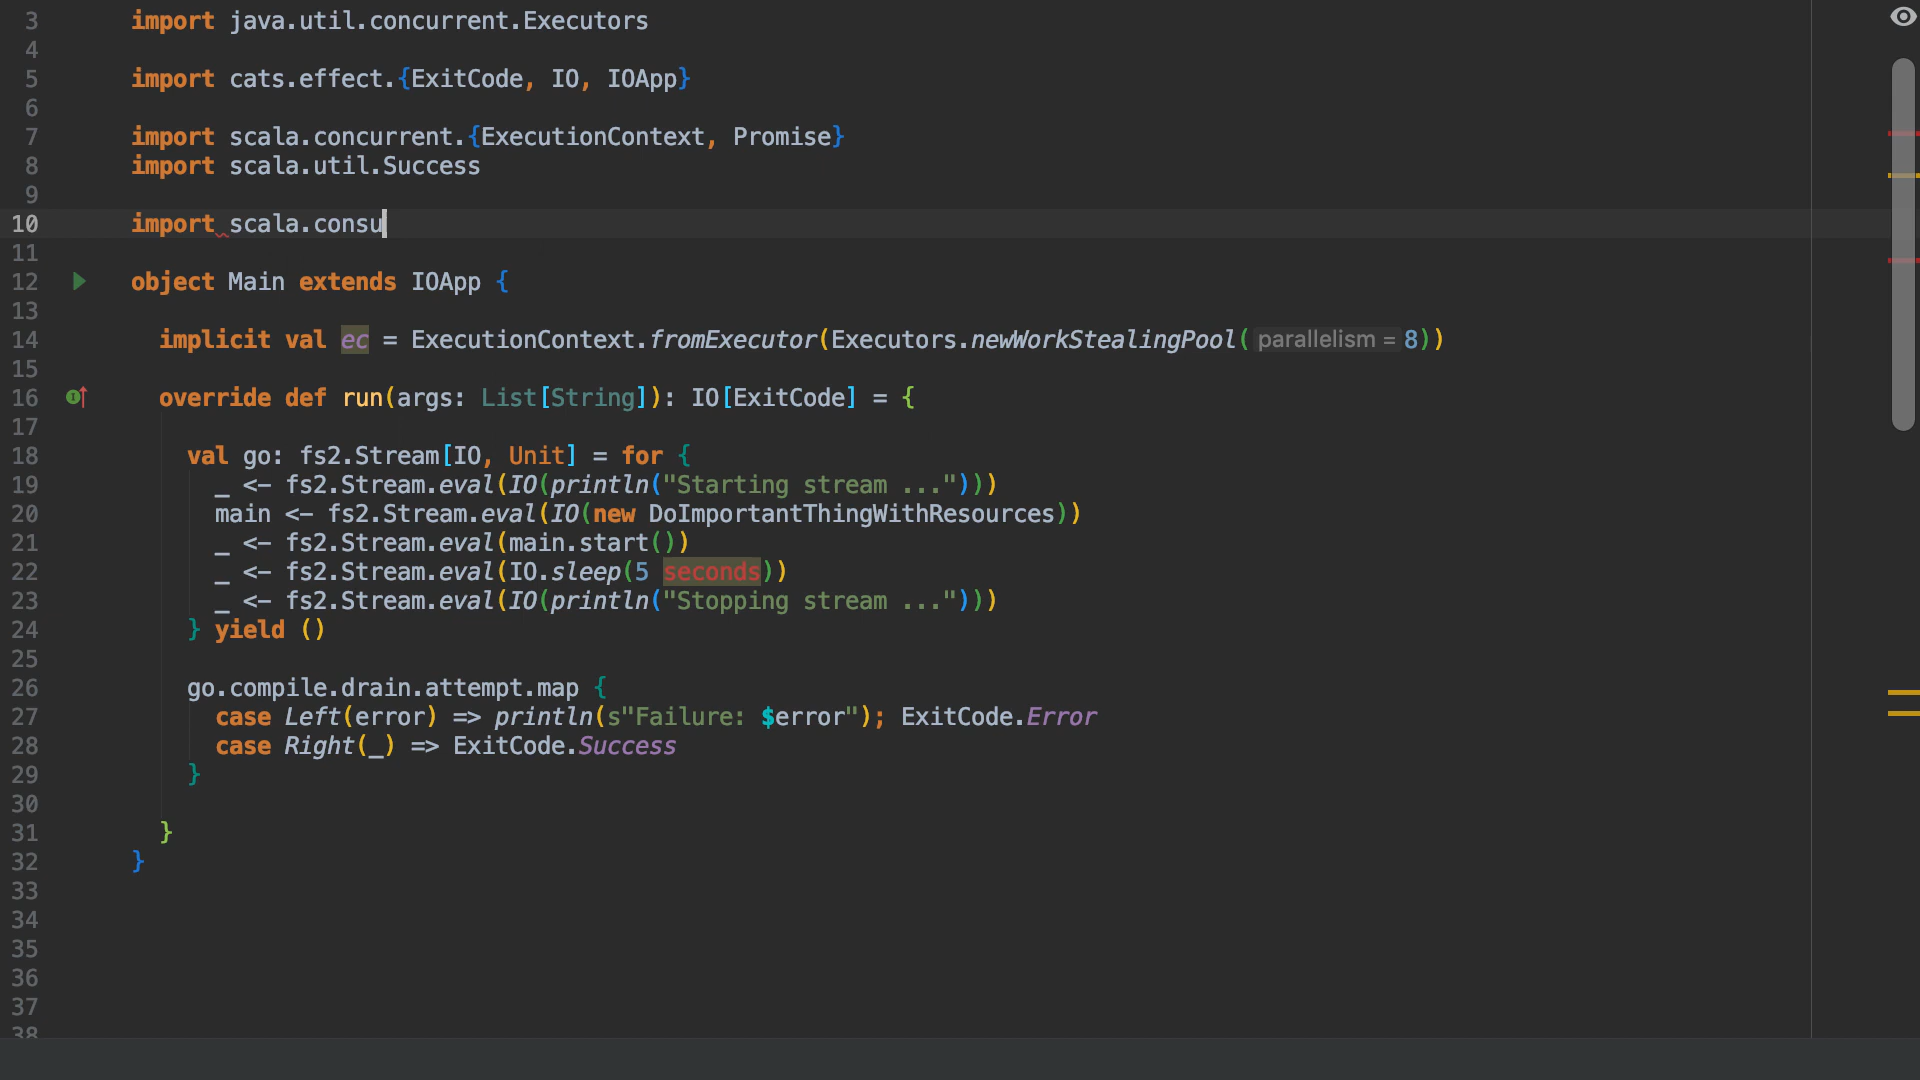 3 import java.util.concurrent.Executors
4
5 import cats.effect.{ExitCode, IO, IOApp}
6
7 import scala.concurrent.{ExecutionContext, Promise}
8 import scala.util.Success
9
10 import scala.consu
11
12 object Main extends IOApp {
13
14 implicit val ec = ExecutionContext.fromExecutor(Executors.newWorkStealingPool( parallelism = 8))
15
16 override def run(args: List[String]): IO[ExitCode] = {
17
18 val go: fs2.Stream[IO, Unit] = for {
19 _ <- fs2.Stream.eval(IO(println("Starting stream ...")))
20 main <- fs2.Stream.eval(IO(new DoImportantThingWithResources))
21 _ <- fs2.Stream.eval(main.start())
22 _ <- fs2.Stream.eval(IO.sleep(5 seconds))
23 _ <- fs2.Stream.eval(IO(println("Stopping stream ...")))
24 } yield ()
25
26 go.compile.drain.attempt.map {
27 case Left(error) => println(s"Failure: $error"); ExitCode.Error
28 case Right(_) => ExitCode.Success
29 }
30
31 }
32 }
33
34
35
36
37
38